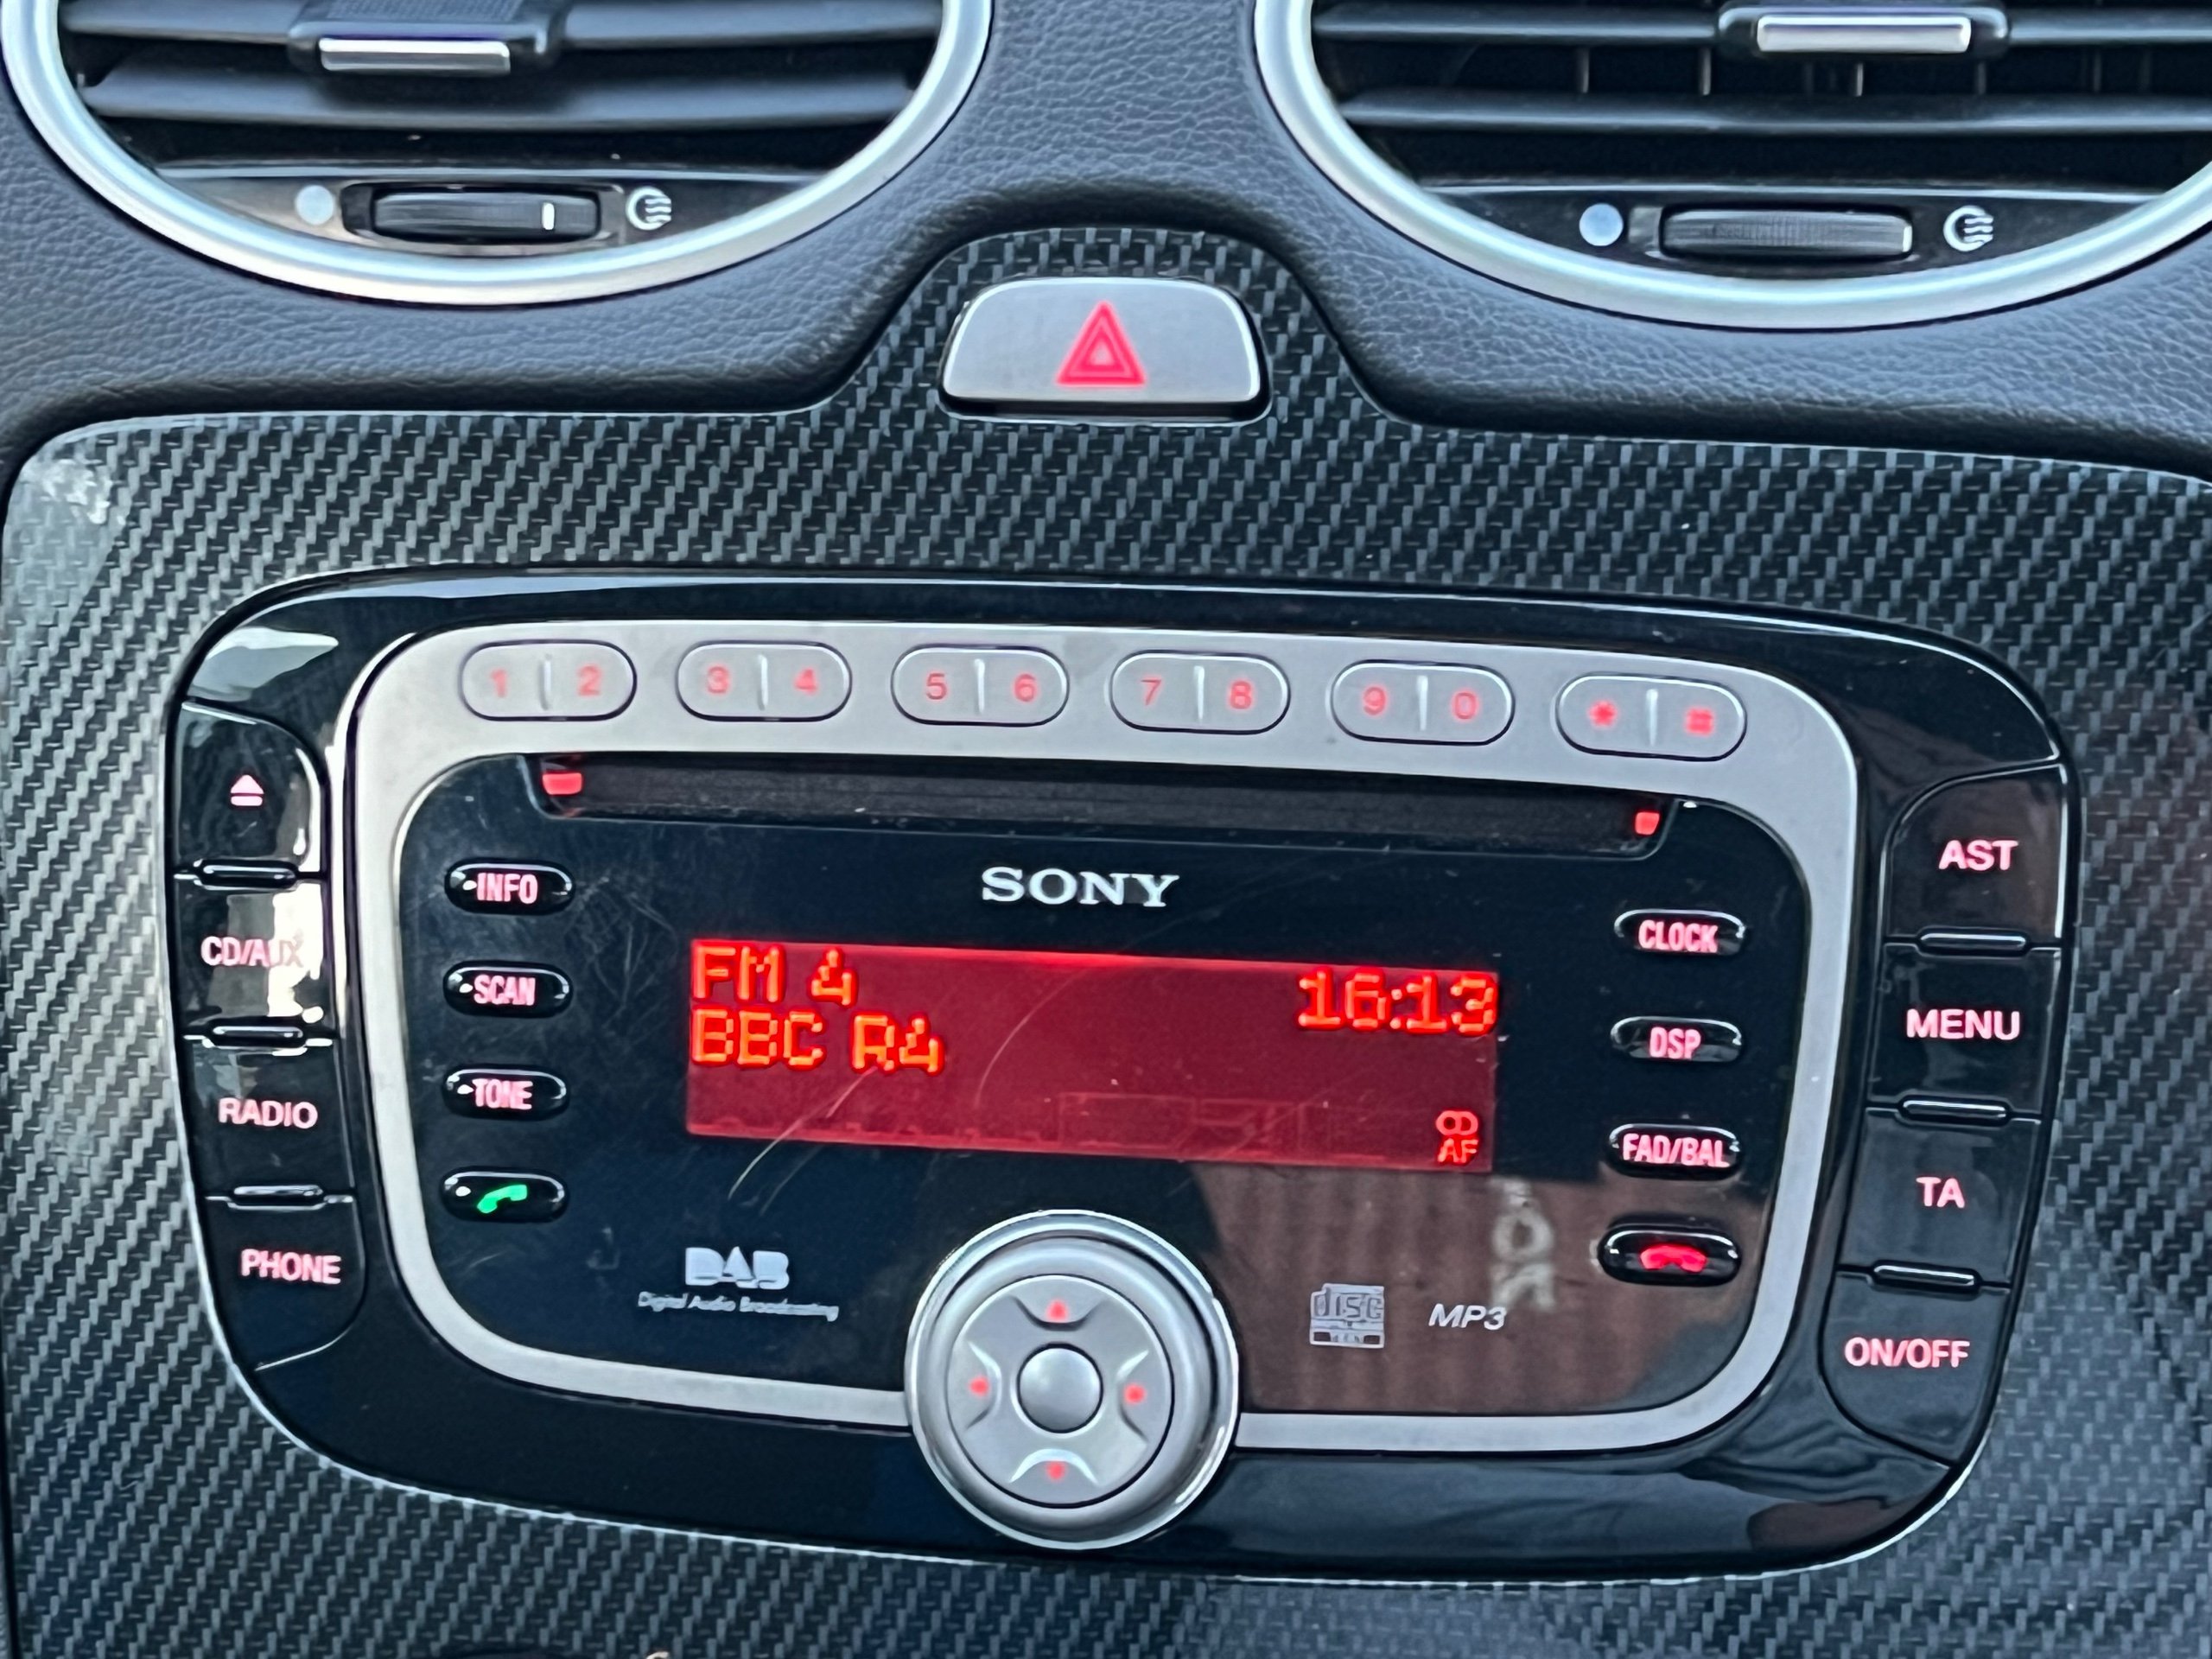 1 2 3 4 5 6 7 8 9 0 * #
SONY
INFO
SCAN
TONE
CD/AUX
RADIO
PHONE
FM 4 16:13
BBC R4
AF
CLOCK
DSP
FAD/BAL
AST
MENU
TA
ON/OFF
DAB
Digital Audio Broadcasting
DISC
MP3